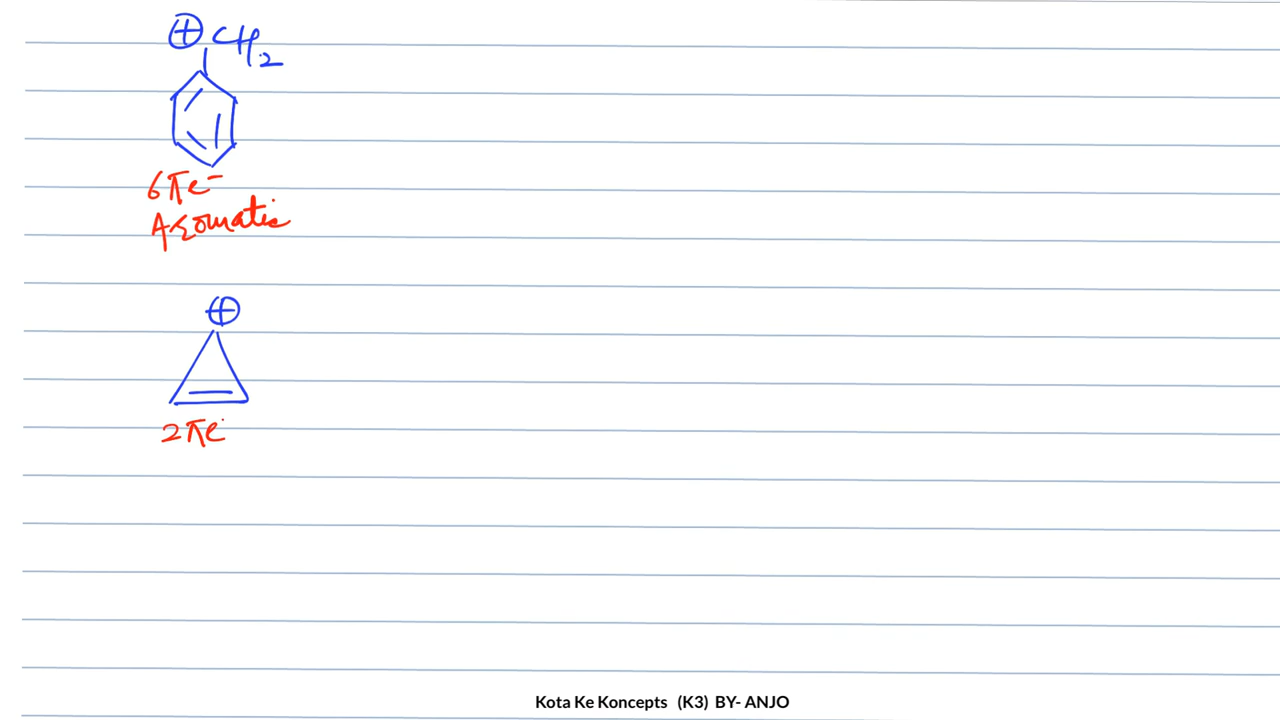 ⊕ CH2
6πe⁻
Aromatic
⊕
2πe⁻
Kota Ke Koncepts (K3) BY- ANJO